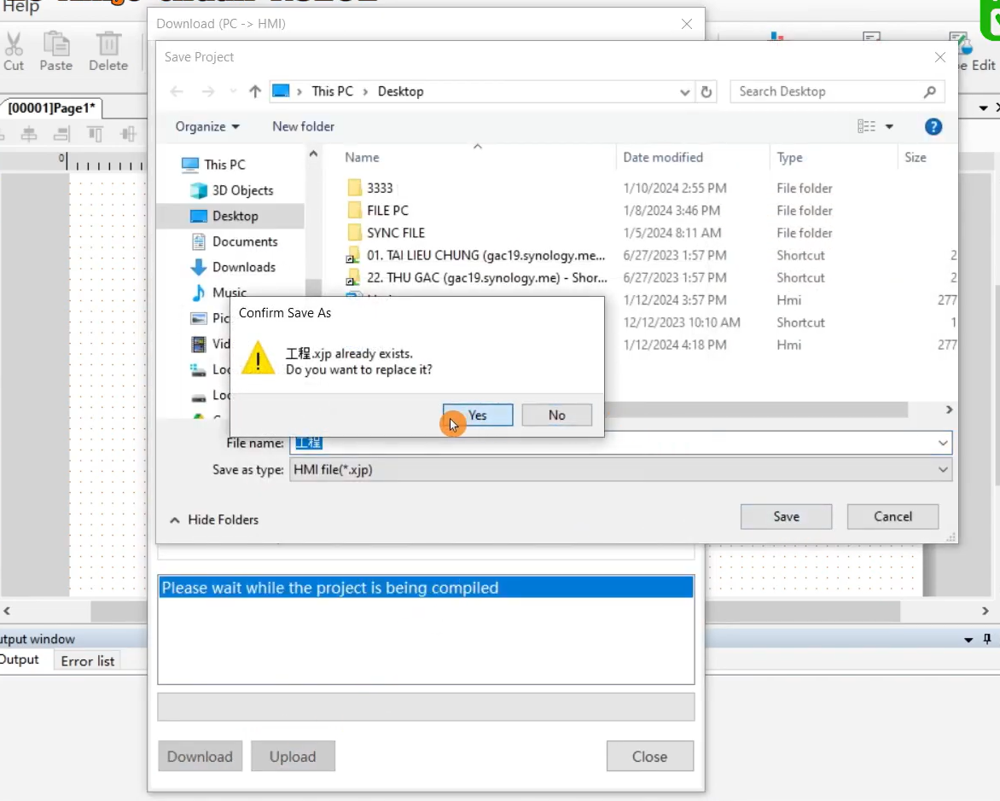 Help
Download (PC -> HMI)
Cut
Paste
Delete
Edit
Save Project
This PC > Desktop
Search Desktop
[00001]Page1*
Organize
New folder
Name
Date modified
Type
Size
0
This PC
3D Objects
Desktop
Documents
Downloads
Music
3333 1/10/2024 2:55 PM File folder
FILE PC 1/8/2024 3:46 PM File folder
SYNC FILE 1/5/2024 8:11 AM File folder
01. TAI LIEU CHUNG (gac19.synology.me... 6/27/2023 1:57 PM Shortcut 2
22. THU GAC (gac19.synology.me) - Shor... 6/27/2023 1:57 PM Shortcut 2
1/12/2024 3:57 PM Hmi 277
12/12/2023 10:10 AM Shortcut 1
1/12/2024 4:18 PM Hmi 277
Pic
Vid
Loc
Loc
Confirm Save As
工程.xjp already exists.
Do you want to replace it?
Yes
No
File name: 工程
Save as type: HMI file(*.xjp)
Hide Folders
Save
Cancel
Please wait while the project is being compiled
utput window
Output
Error list
Download
Upload
Close